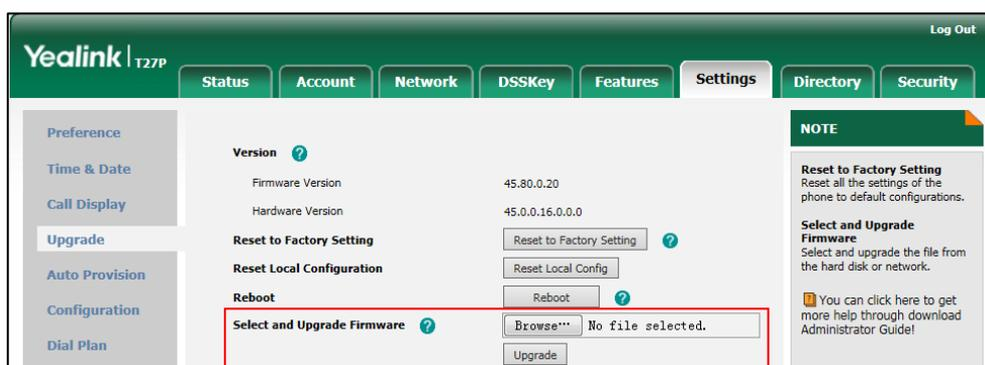 Log Out
Yealink | T27P
Status Account Network DSSKey Features Settings Directory Security
Preference
Time & Date
Call Display
Upgrade
Auto Provision
Configuration
Dial Plan
Version ?
Firmware Version 45.80.0.20
Hardware Version 45.0.0.16.0.0.0
Reset to Factory Setting Reset to Factory Setting ?
Reset Local Configuration Reset Local Config
Reboot Reboot ?
Select and Upgrade Firmware ? Browse... No file selected.
Upgrade
NOTE
Reset to Factory Setting
Reset all the settings of the
phone to default configurations.
Select and Upgrade
Firmware
Select and upgrade the file from
the hard disk or network.
? You can click here to get
more help through download
Administrator Guide!